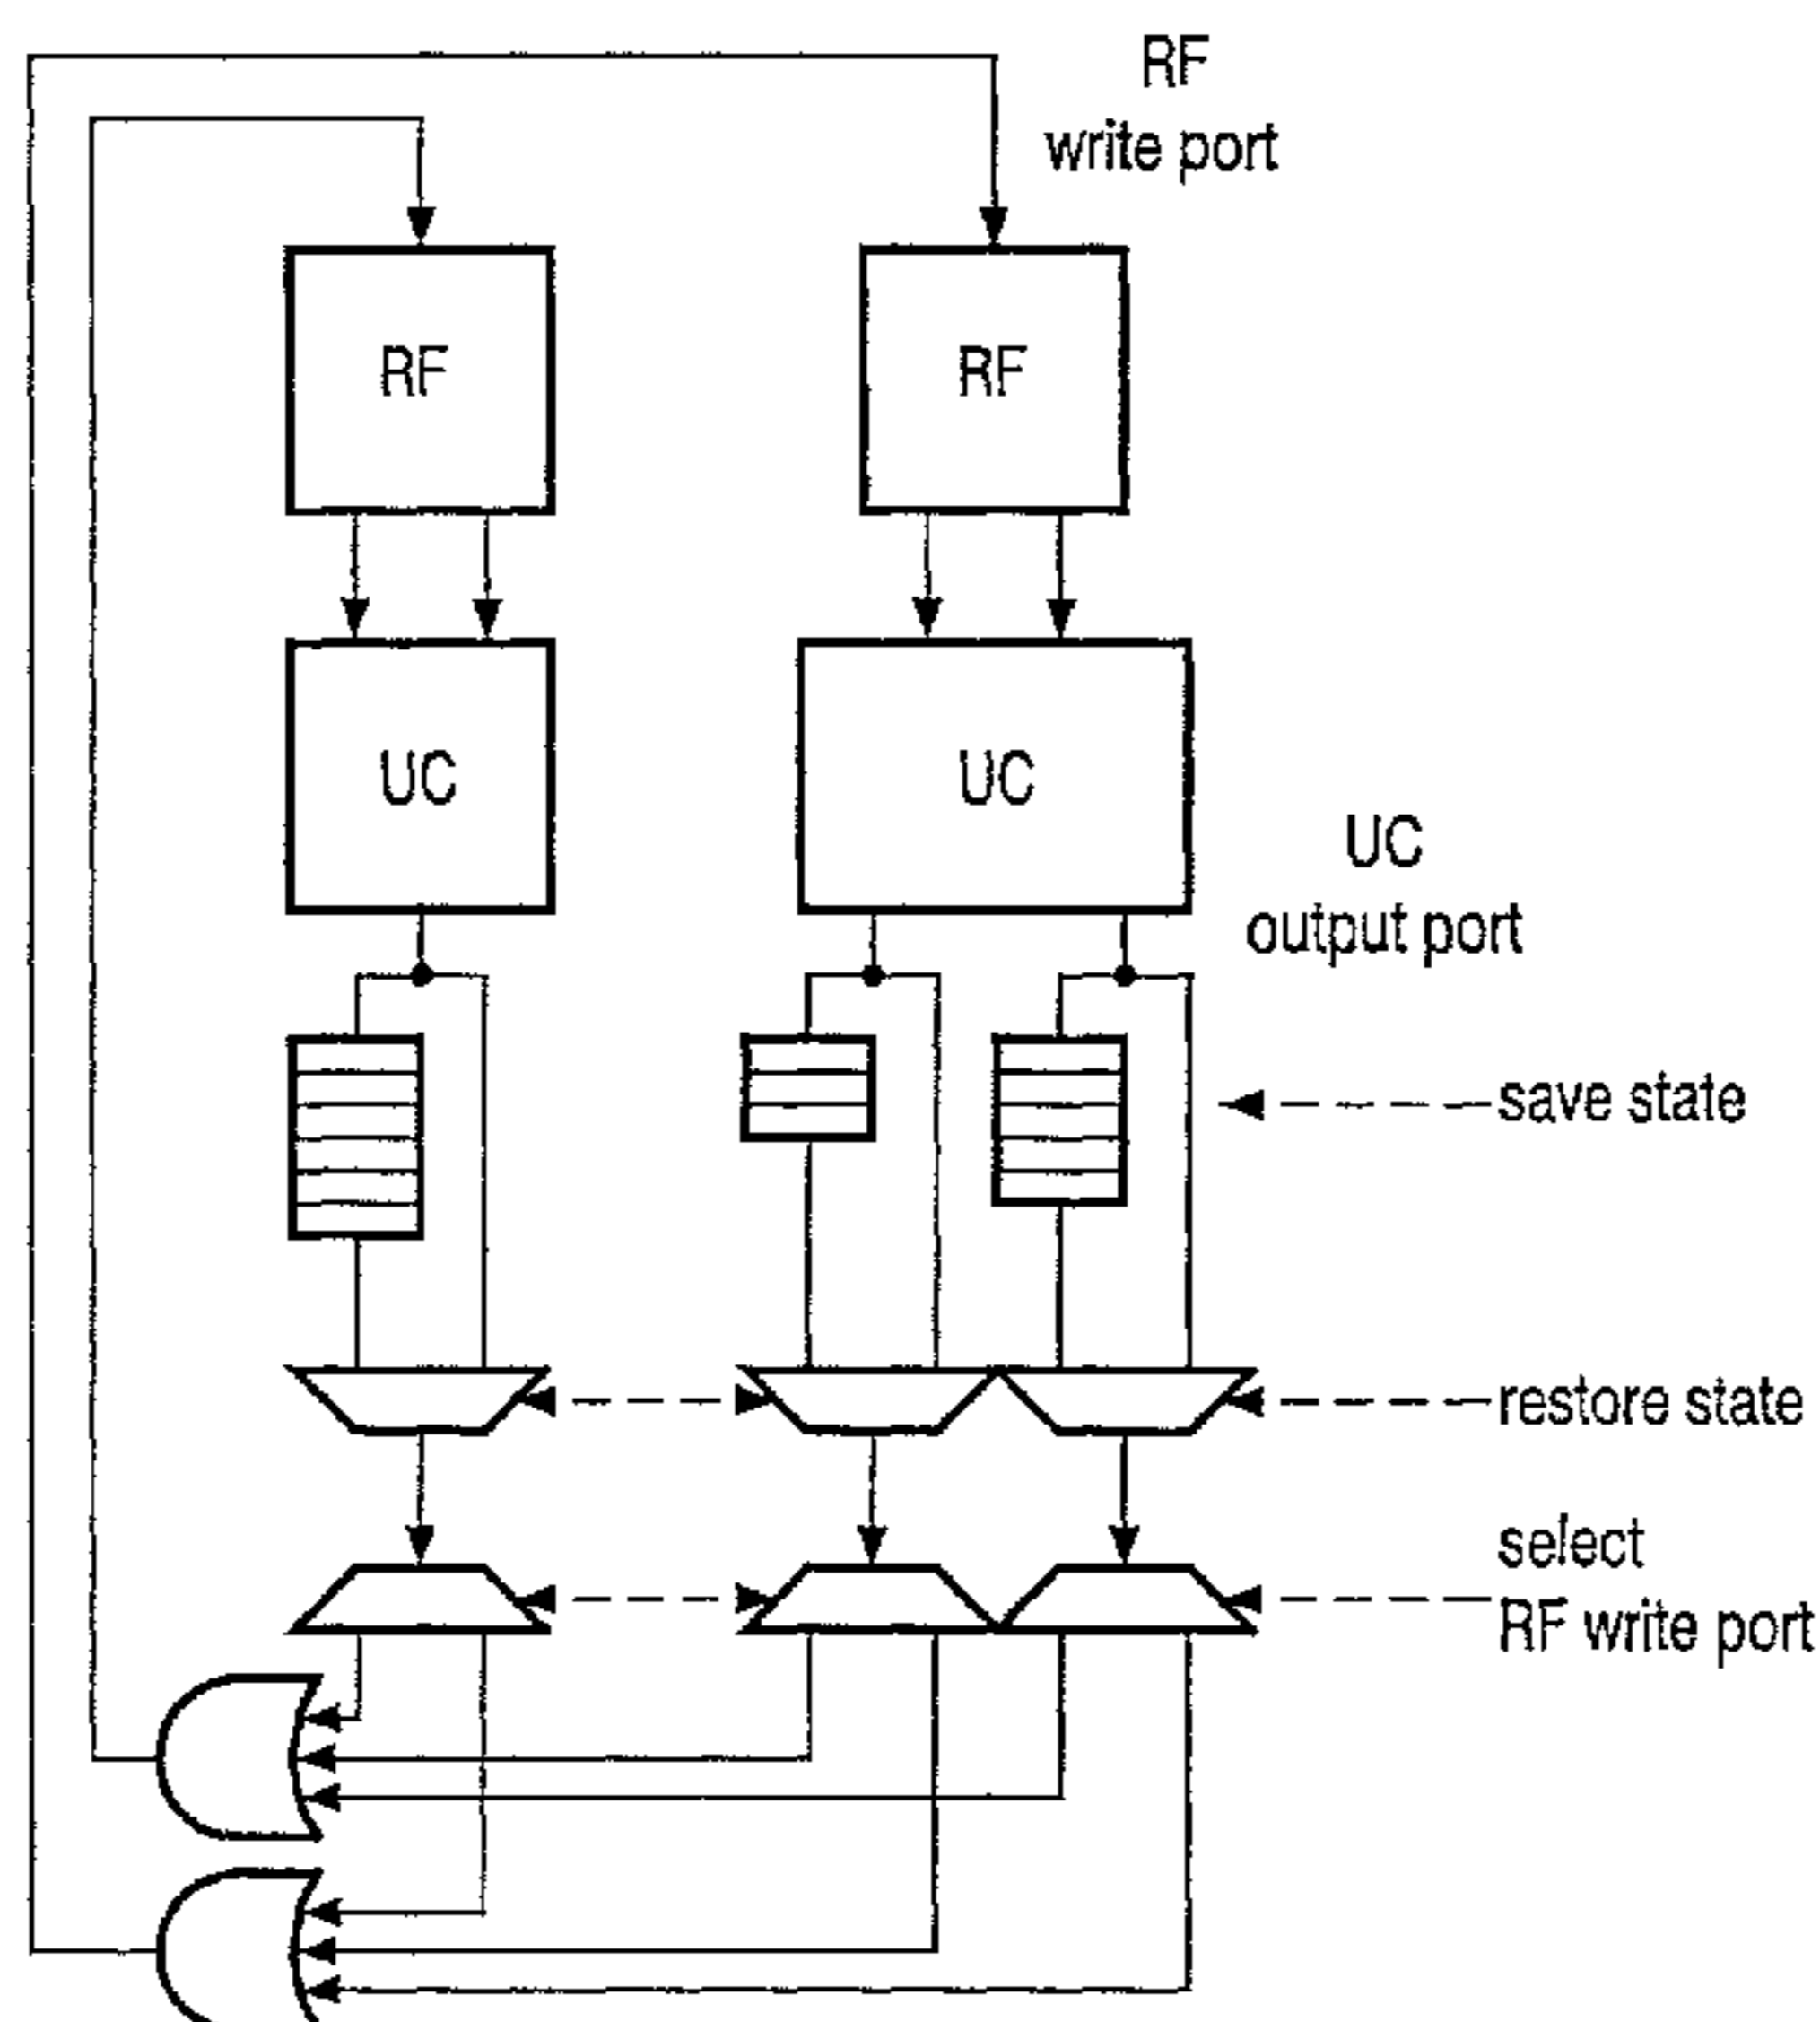 RF
write port
RF
RF
UC
UC
UC
output port
save state
restore state
select
RF write port